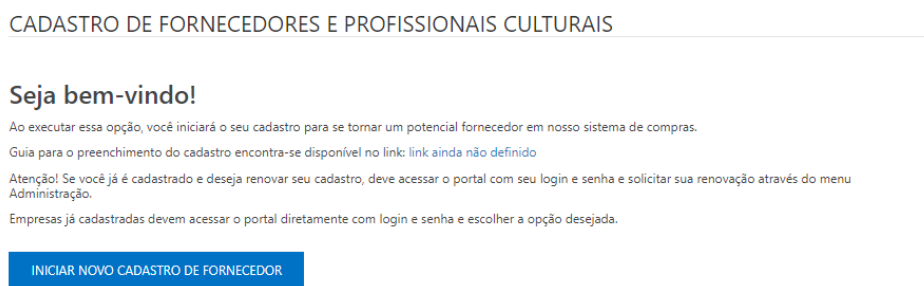 CADASTRO DE FORNECEDORES E PROFISSIONAIS CULTURAIS
Seja bem-vindo!
Ao executar essa opção, você iniciará o seu cadastro para se tornar um potencial fornecedor em nosso sistema de compras.
Guia para o preenchimento do cadastro encontra-se disponível no link: link ainda não definido
Atenção! Se você já é cadastrado e deseja renovar seu cadastro, deve acessar o portal com seu login e senha e solicitar sua renovação através do menu
Administração.
Empresas já cadastradas devem acessar o portal diretamente com login e senha e escolher a opção desejada.
INICIAR NOVO CADASTRO DE FORNECEDOR